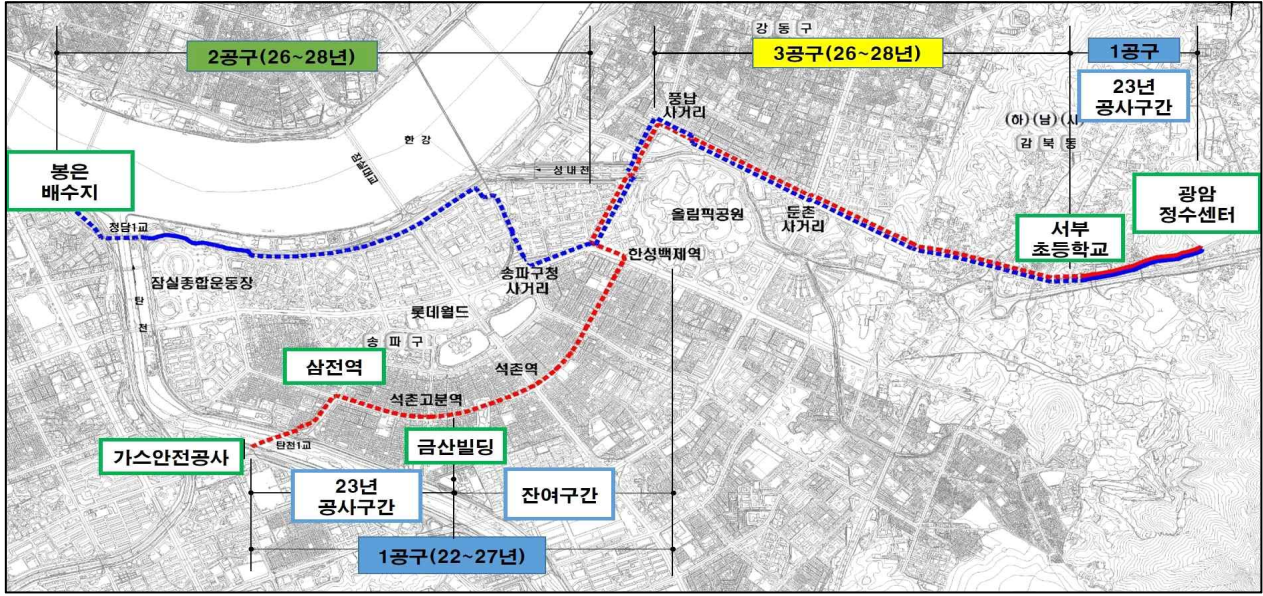 강 동 구
2공구(26~28년)
3공구(26~28년)
1공구
23년
공사구간
풍납
사거리
(하)(남)(시)
감 북 동
한 강
잠실대교
성내천
봉은
배수지
광암
정수센터
청담1교
올림픽공원
둔촌
사거리
서부
초등학교
한성백제역
잠실종합운동장
송파구청
사거리
탄 천
롯데월드
송 파 구
삼전역
석촌역
석촌고분역
가스안전공사
탄천1교
금산빌딩
23년
공사구간
잔여구간
1공구(22~27년)